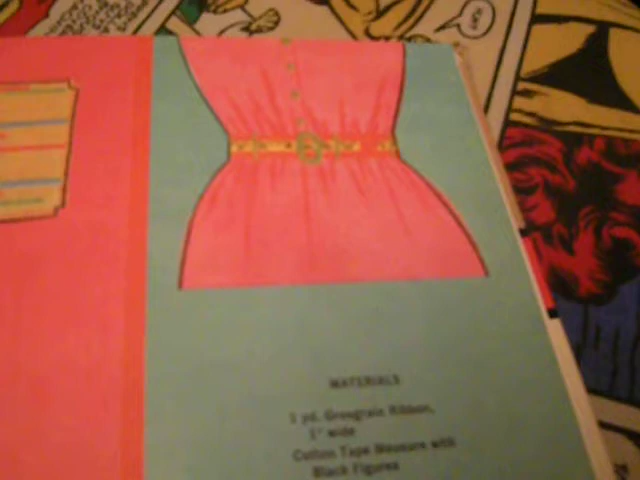 MATERIALS
1 yd. Grosgrain Ribbon,
1" wide
Cotton Tape Measure with
Black Figures